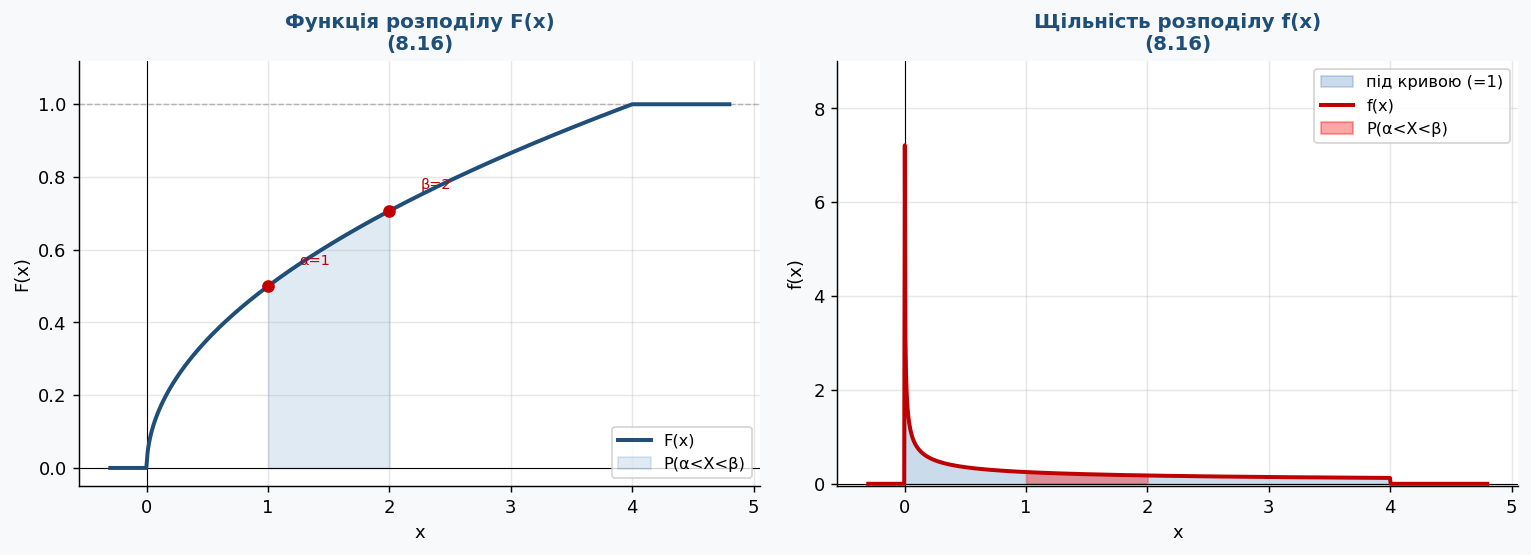 Функція розподілу F(x)
(8.16)
1.0
0.8
0.6
0.4
0.2
0.0
F(x)
β=2
α=1
F(x)
P(α<X<β)
0 1 2 3 4 5
x
Щільність розподілу f(x)
(8.16)
під кривою (=1)
f(x)
P(α<X<β)
8
6
4
2
0
f(x)
0 1 2 3 4 5
x